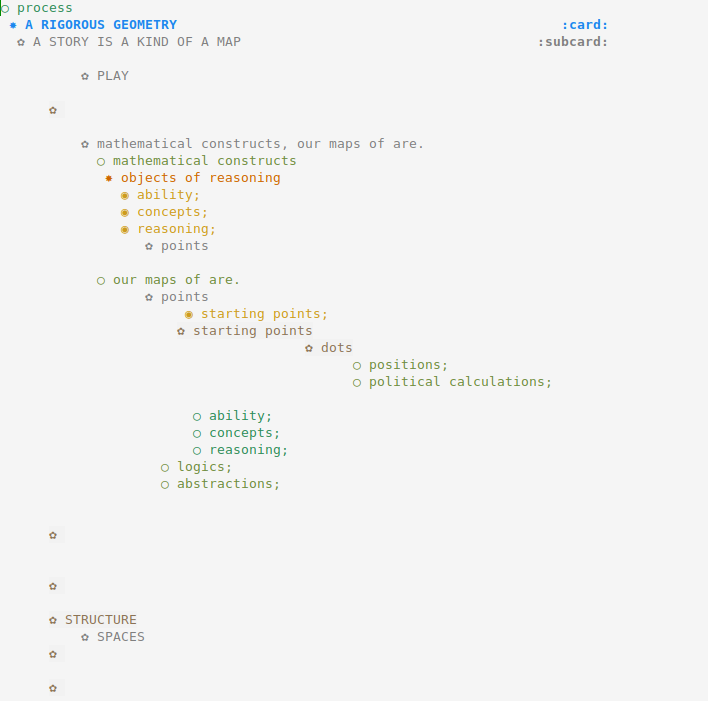 ○ process
✸ A RIGOROUS GEOMETRY :card:
✿ A STORY IS A KIND OF A MAP :subcard:
✿ PLAY
✿
✿ mathematical constructs, our maps of are.
○ mathematical constructs
✸ objects of reasoning
◉ ability;
◉ concepts;
◉ reasoning;
✿ points
○ our maps of are.
✿ points
◉ starting points;
✿ starting points
✿ dots
○ positions;
○ political calculations;
○ ability;
○ concepts;
○ reasoning;
○ logics;
○ abstractions;
✿
✿
✿ STRUCTURE
✿ SPACES
✿
✿